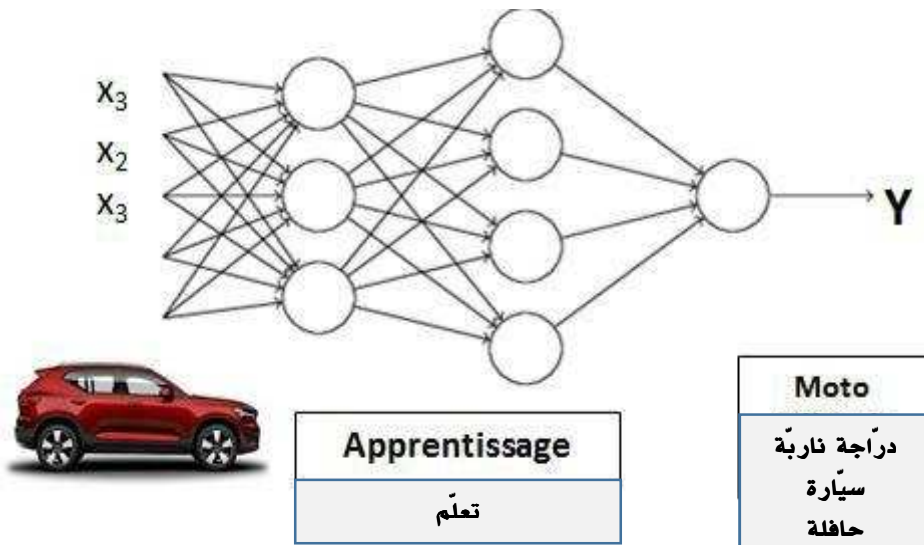 x₃
x₂
x₃
Y
Apprentissage
تعلّم
Moto
درّاجة ناريّة
سيّارة
حافلة